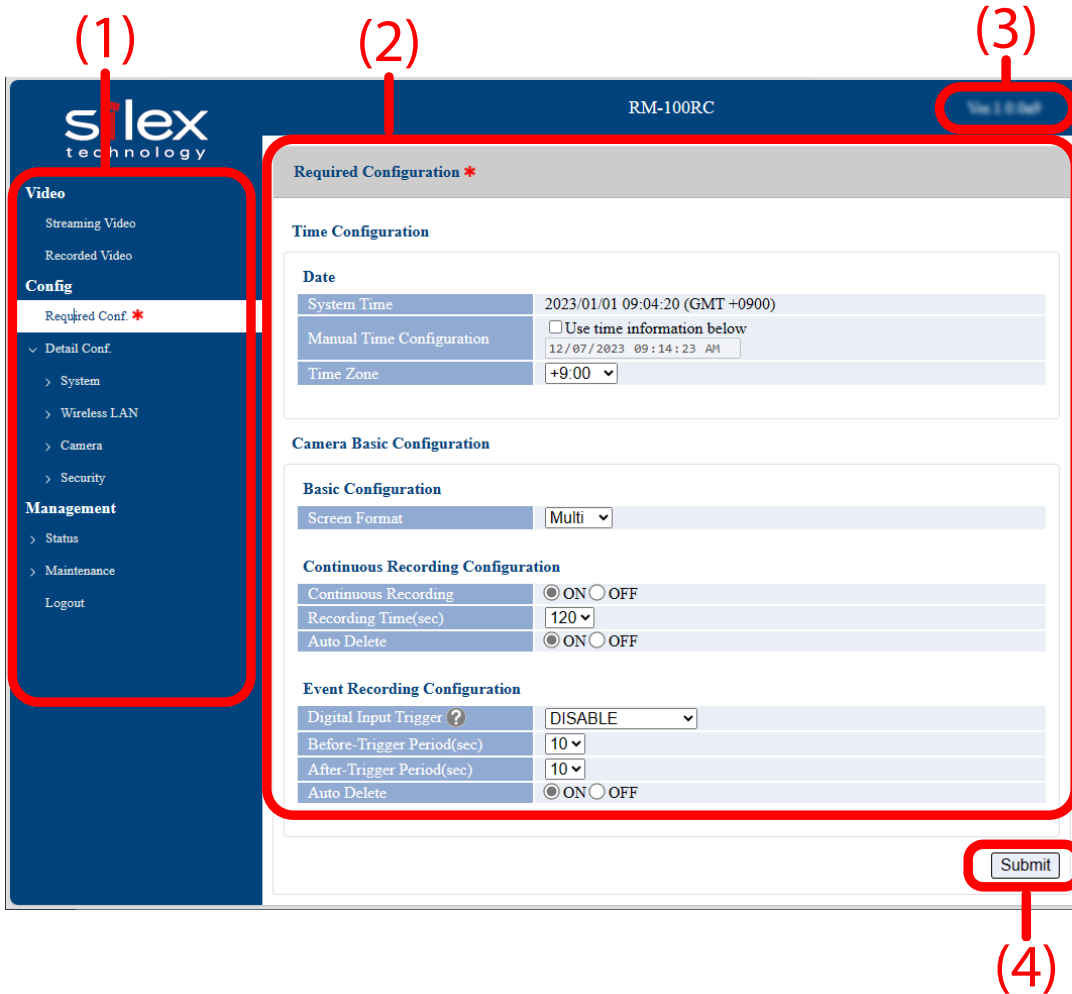 (1)
(2)
(3)
silex
technology
RM-100RC
Video
Streaming Video
Recorded Video
Config
Required Conf. *
Detail Conf.
System
Wireless LAN
Camera
Security
Management
Status
Maintenance
Logout
Required Configuration *
Time Configuration
Date
System Time 2023/01/01 09:04:20 (GMT +0900)
Manual Time Configuration Use time information below
12/07/2023 09:14:23 AM
Time Zone +9:00
Camera Basic Configuration
Basic Configuration
Screen Format Multi
Continuous Recording Configuration
Continuous Recording ON OFF
Recording Time(sec) 120
Auto Delete ON OFF
Event Recording Configuration
Digital Input Trigger ? DISABLE
Before-Trigger Period(sec) 10
After-Trigger Period(sec) 10
Auto Delete ON OFF
Submit
(4)